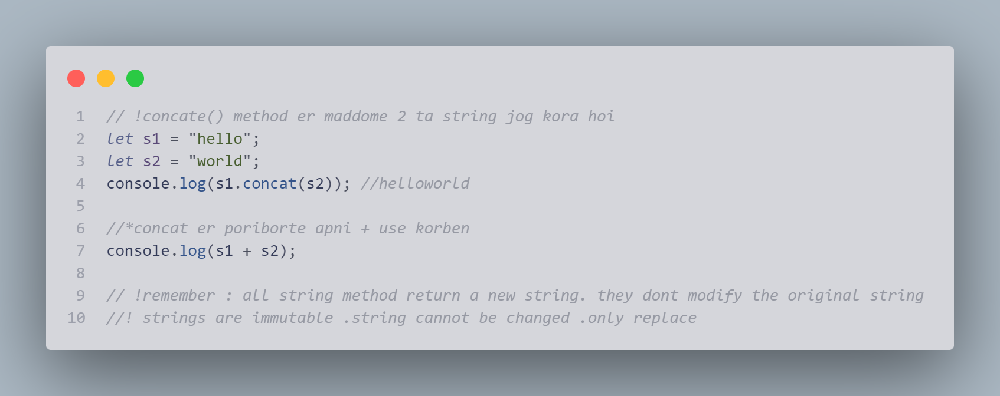 1 // !concate() method er maddome 2 ta string jog kora hoi
2 let s1 = "hello";
3 let s2 = "world";
4 console.log(s1.concat(s2)); //helloworld
5
6 //*concat er poriborte apni + use korben
7 console.log(s1 + s2);
8
9 // !remember : all string method return a new string. they dont modify the original string
10 //! strings are immutable .string cannot be changed .only replace